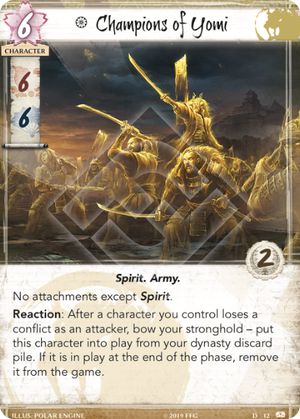 6
Champions of Yomi
CHARACTER
6
6
2
Spirit. Army.
No attachments except Spirit.
Reaction: After a character you control loses a
conflict as an attacker, bow your stronghold – put
this character into play from your dynasty discard
pile. If it is in play at the end of the phase, remove
it from the game.
ILLUS: POLAR ENGINE
© 2019 FFG
12